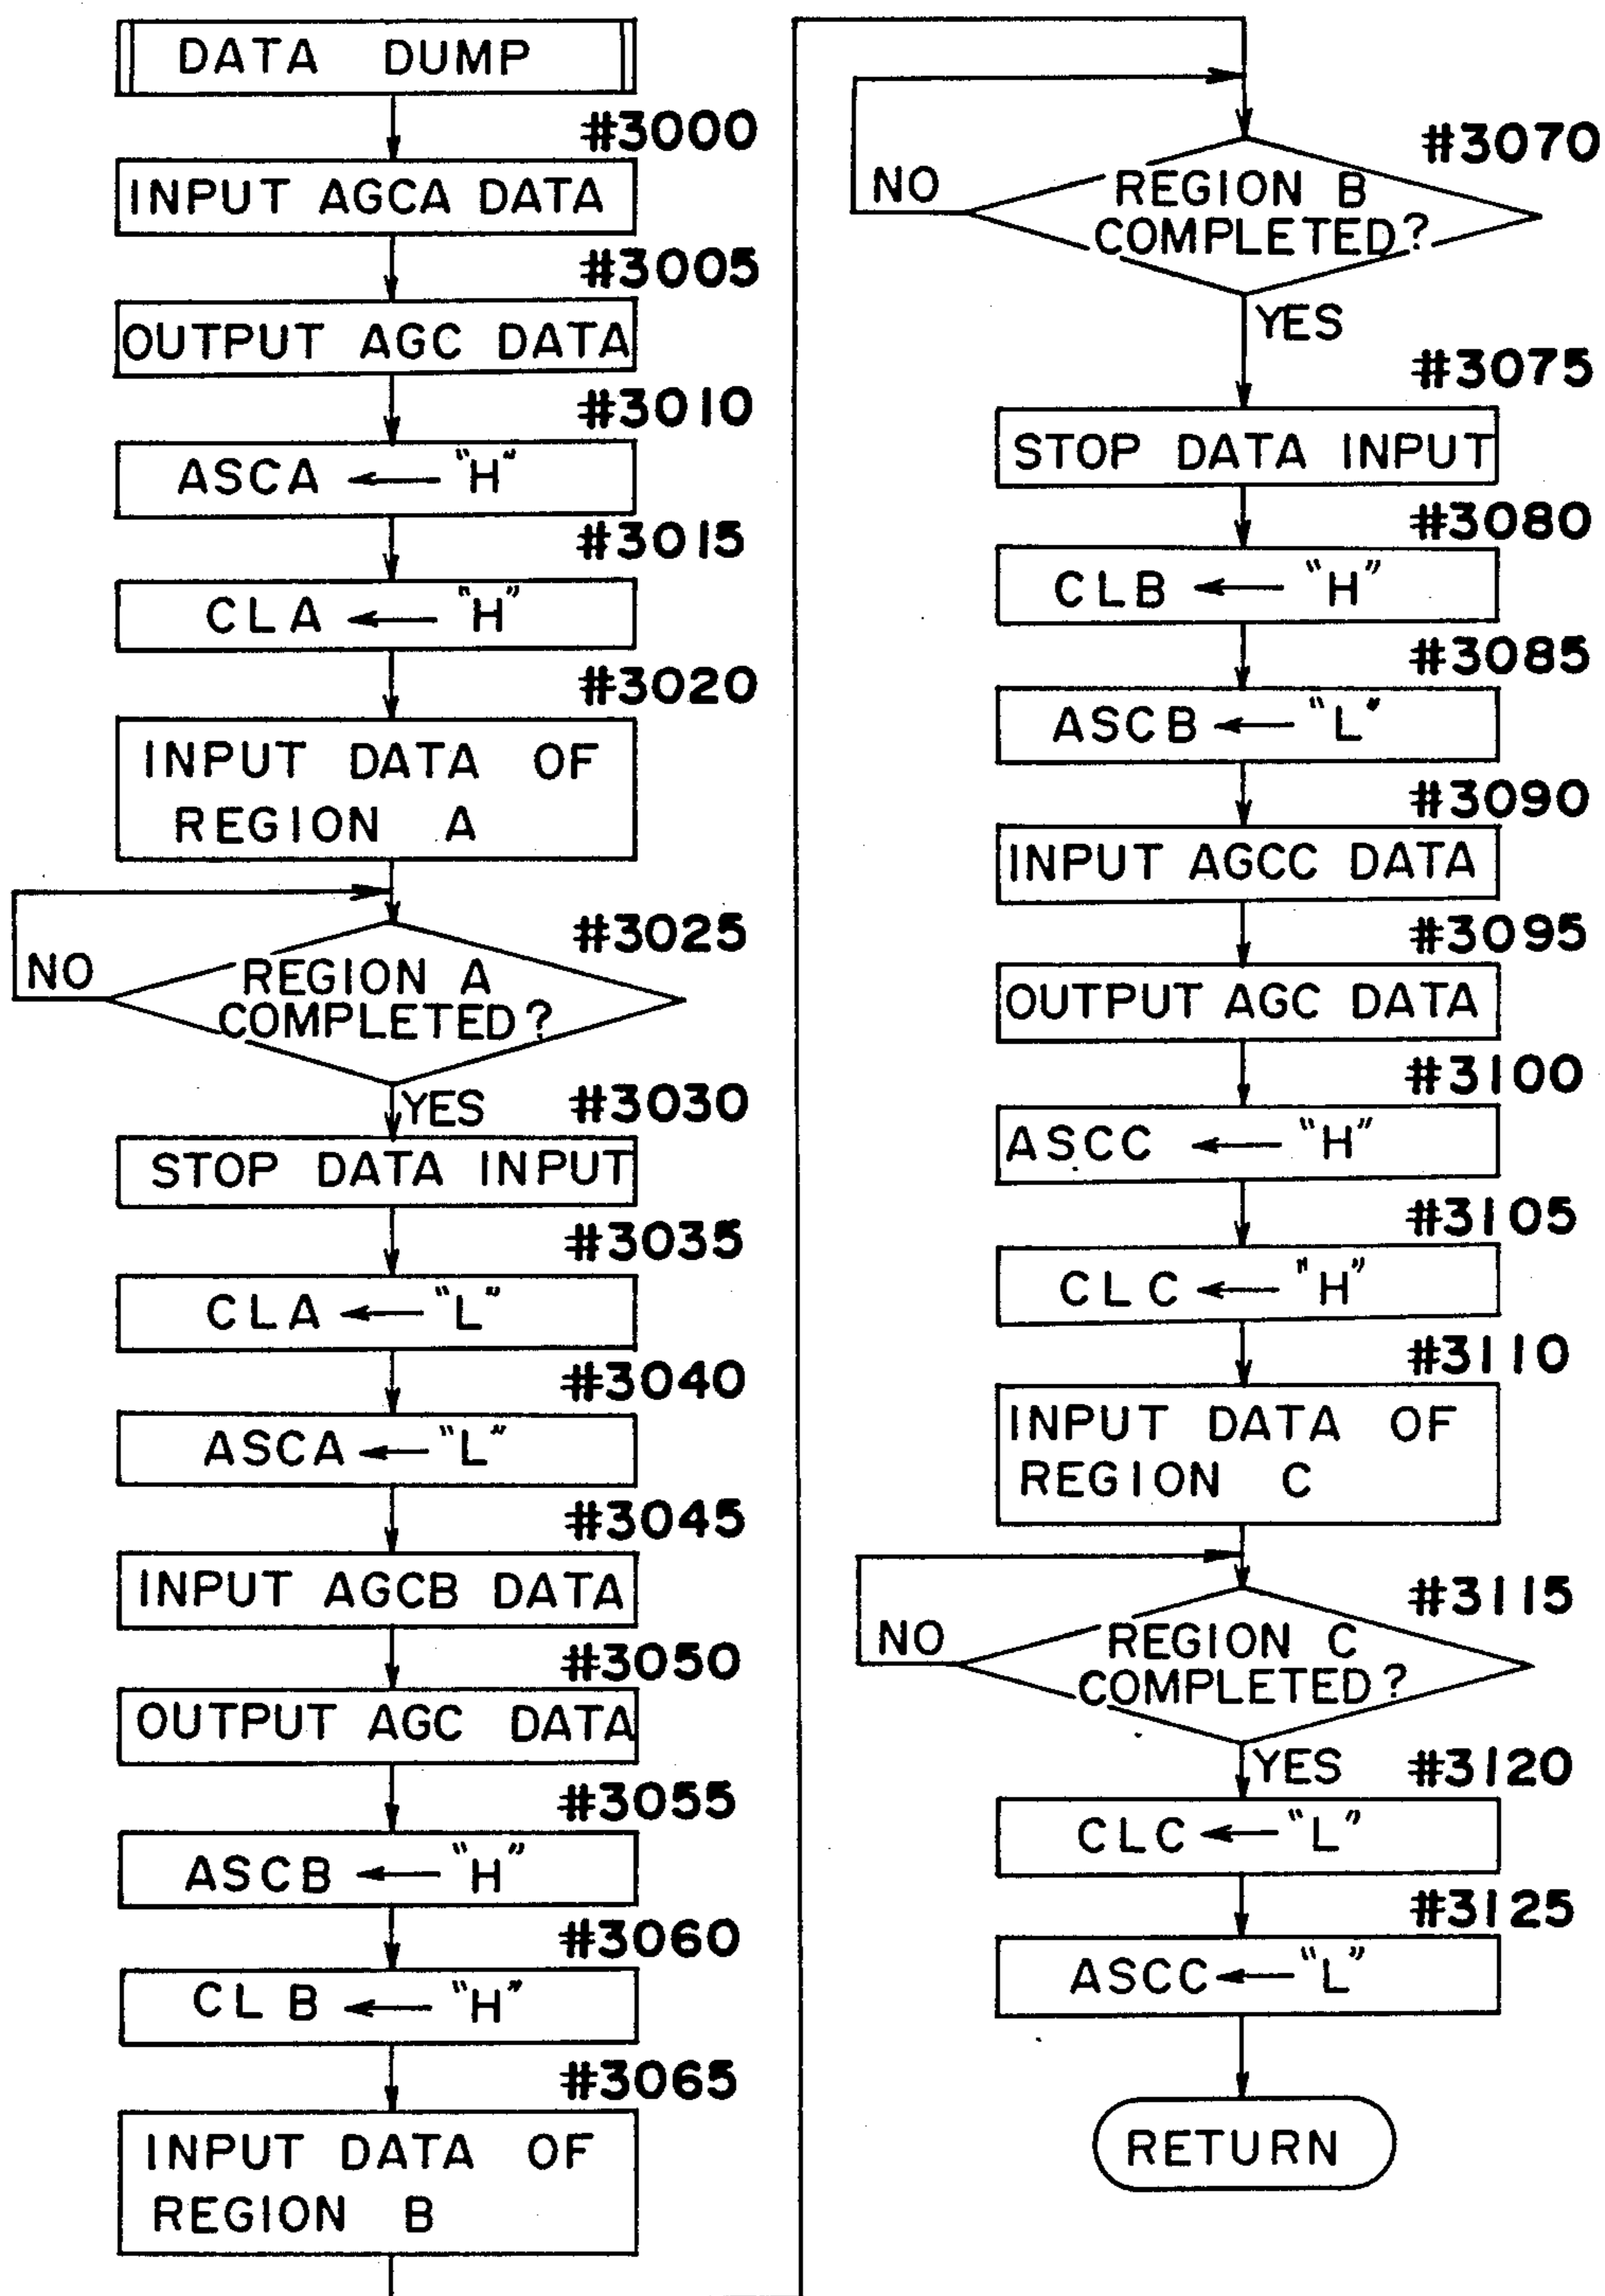 DATA DUMP
#3000
INPUT AGCA DATA
#3005
OUTPUT AGC DATA
#3010
ASCA ← "H"
#3015
CLA ← "H"
#3020
INPUT DATA OF
REGION A
#3025
NO
REGION A
COMPLETED?
YES
#3030
STOP DATA INPUT
#3035
CLA ← "L"
#3040
ASCA ← "L"
#3045
INPUT AGCB DATA
#3050
OUTPUT AGC DATA
#3055
ASCB ← "H"
#3060
CLB ← "H"
#3065
INPUT DATA OF
REGION B
#3070
NO
REGION B
COMPLETED?
YES
#3075
STOP DATA INPUT
#3080
CLB ← "H"
#3085
ASCB ← "L"
#3090
INPUT AGCC DATA
#3095
OUTPUT AGC DATA
#3100
ASCC ← "H"
#3105
CLC ← "H"
#3110
INPUT DATA OF
REGION C
#3115
NO
REGION C
COMPLETED?
YES
#3120
CLC ← "L"
#3125
ASCC ← "L"
RETURN